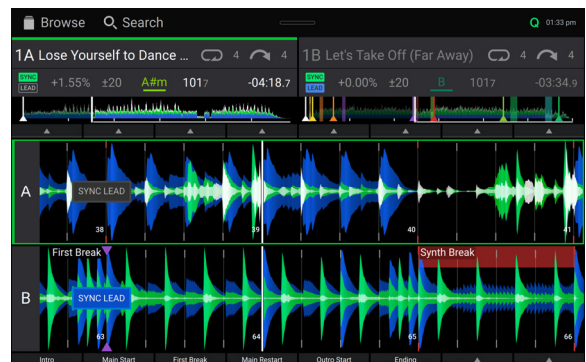 Browse Search Q 01:33 pm
1A Lose Yourself to Dance ... 4 4
1B Let's Take Off (Far Away) 4 4
SYNC LEAD +1.55% ±20 A#m 1017 -04:18.7
SYNC LEAD +0.00% ±20 B 1017 -03:34.9
A SYNC LEAD
38 39 40 41
First Break Synth Break
B SYNC LEAD
63 64 65 66
Intro Main Start First Break Main Restart Outro Start Ending